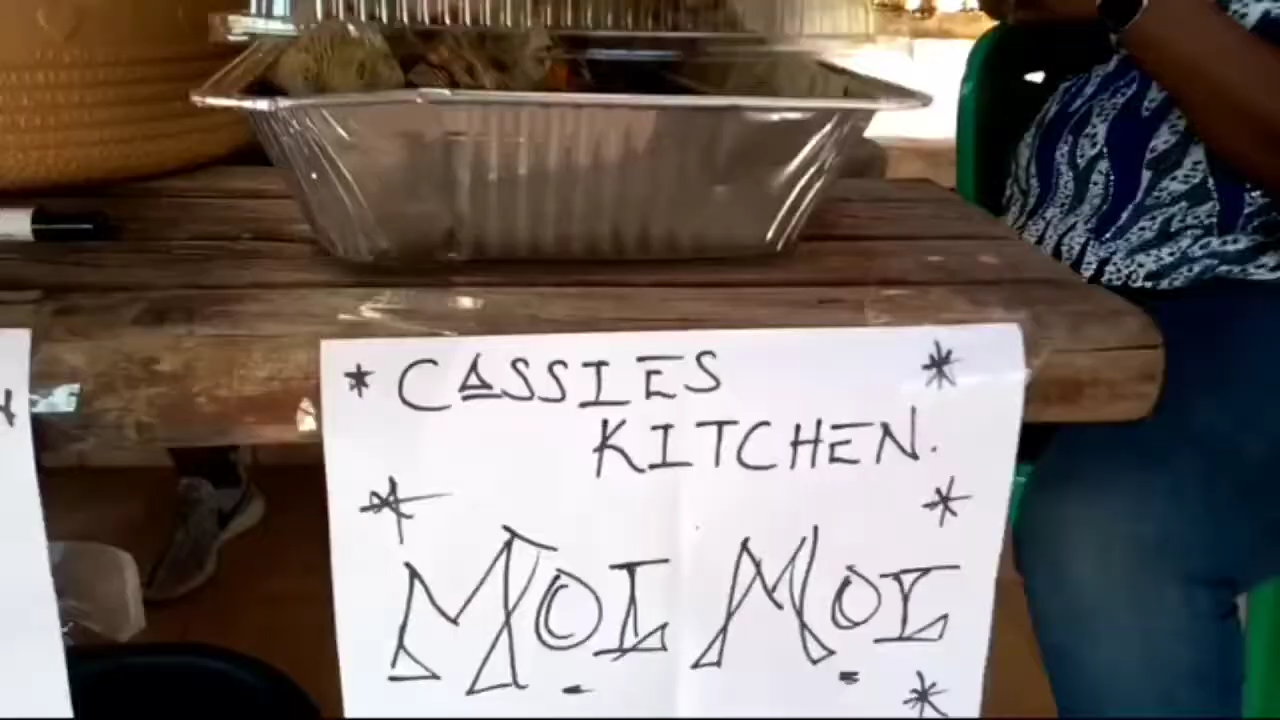 * CASSIES *
KITCHEN.
* *
MOI MOI
*